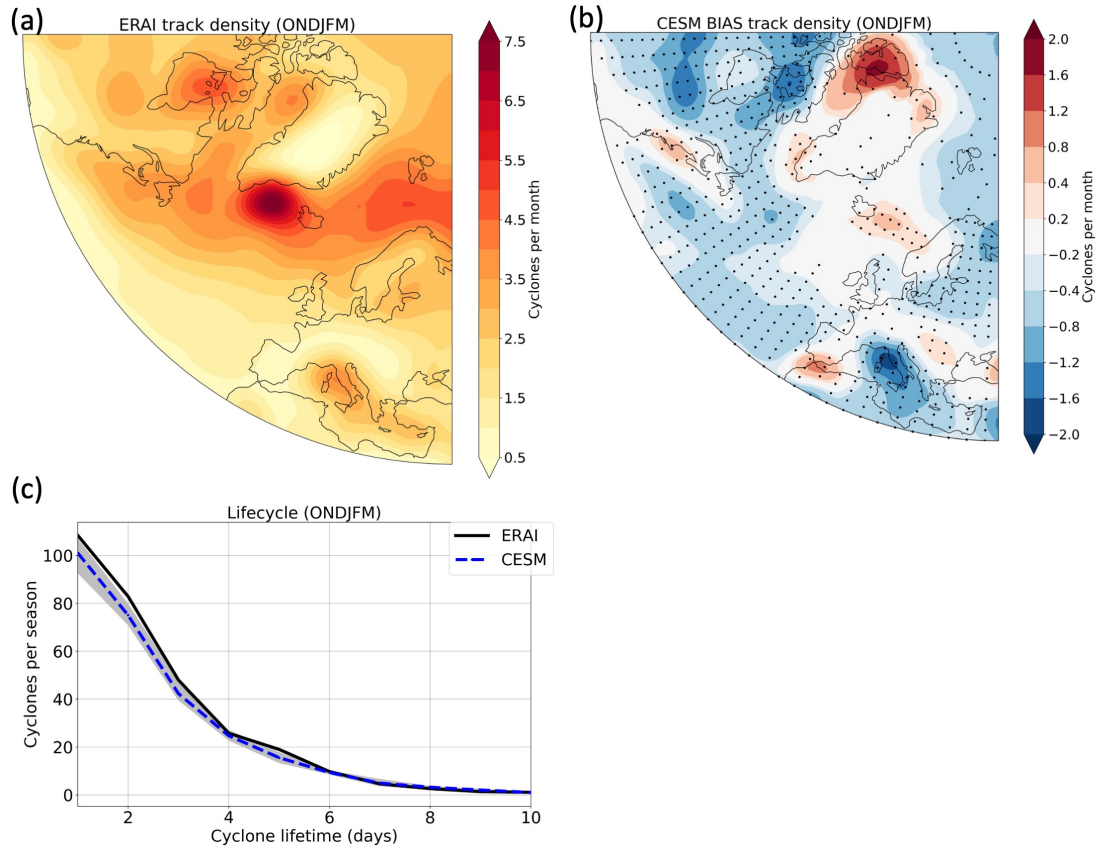 (a)
ERAI track density (ONDJFM)
7.5
6.5
5.5
4.5
3.5
2.5
1.5
0.5
Cyclones per month
(b)
CESM BIAS track density (ONDJFM)
2.0
1.6
1.2
0.8
0.4
0.2
−0.2
−0.4
−0.8
−1.2
−1.6
−2.0
Cyclones per month
(c)
Lifecycle (ONDJFM)
ERAI
CESM
100
80
60
40
20
0
Cyclones per season
2 4 6 8 10
Cyclone lifetime (days)